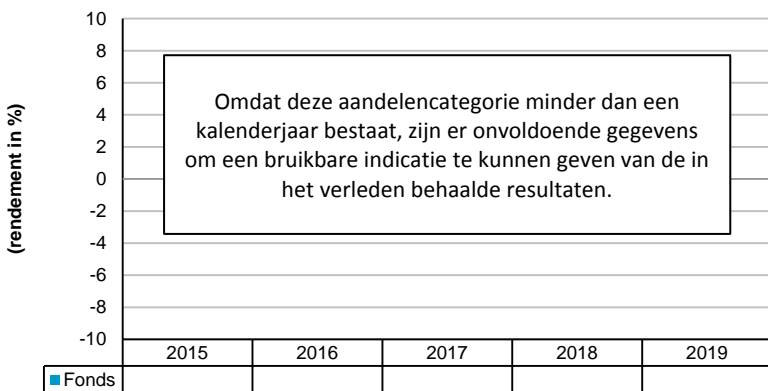 (rendement in %)
10
8
6
4
2
0
-2
-4
-6
-8
-10
Omdat deze aandelencategorie minder dan een
kalenderjaar bestaat, zijn er onvoldoende gegevens
om een bruikbare indicatie te kunnen geven van de in
het verleden behaalde resultaten.
2015 2016 2017 2018 2019
Fonds